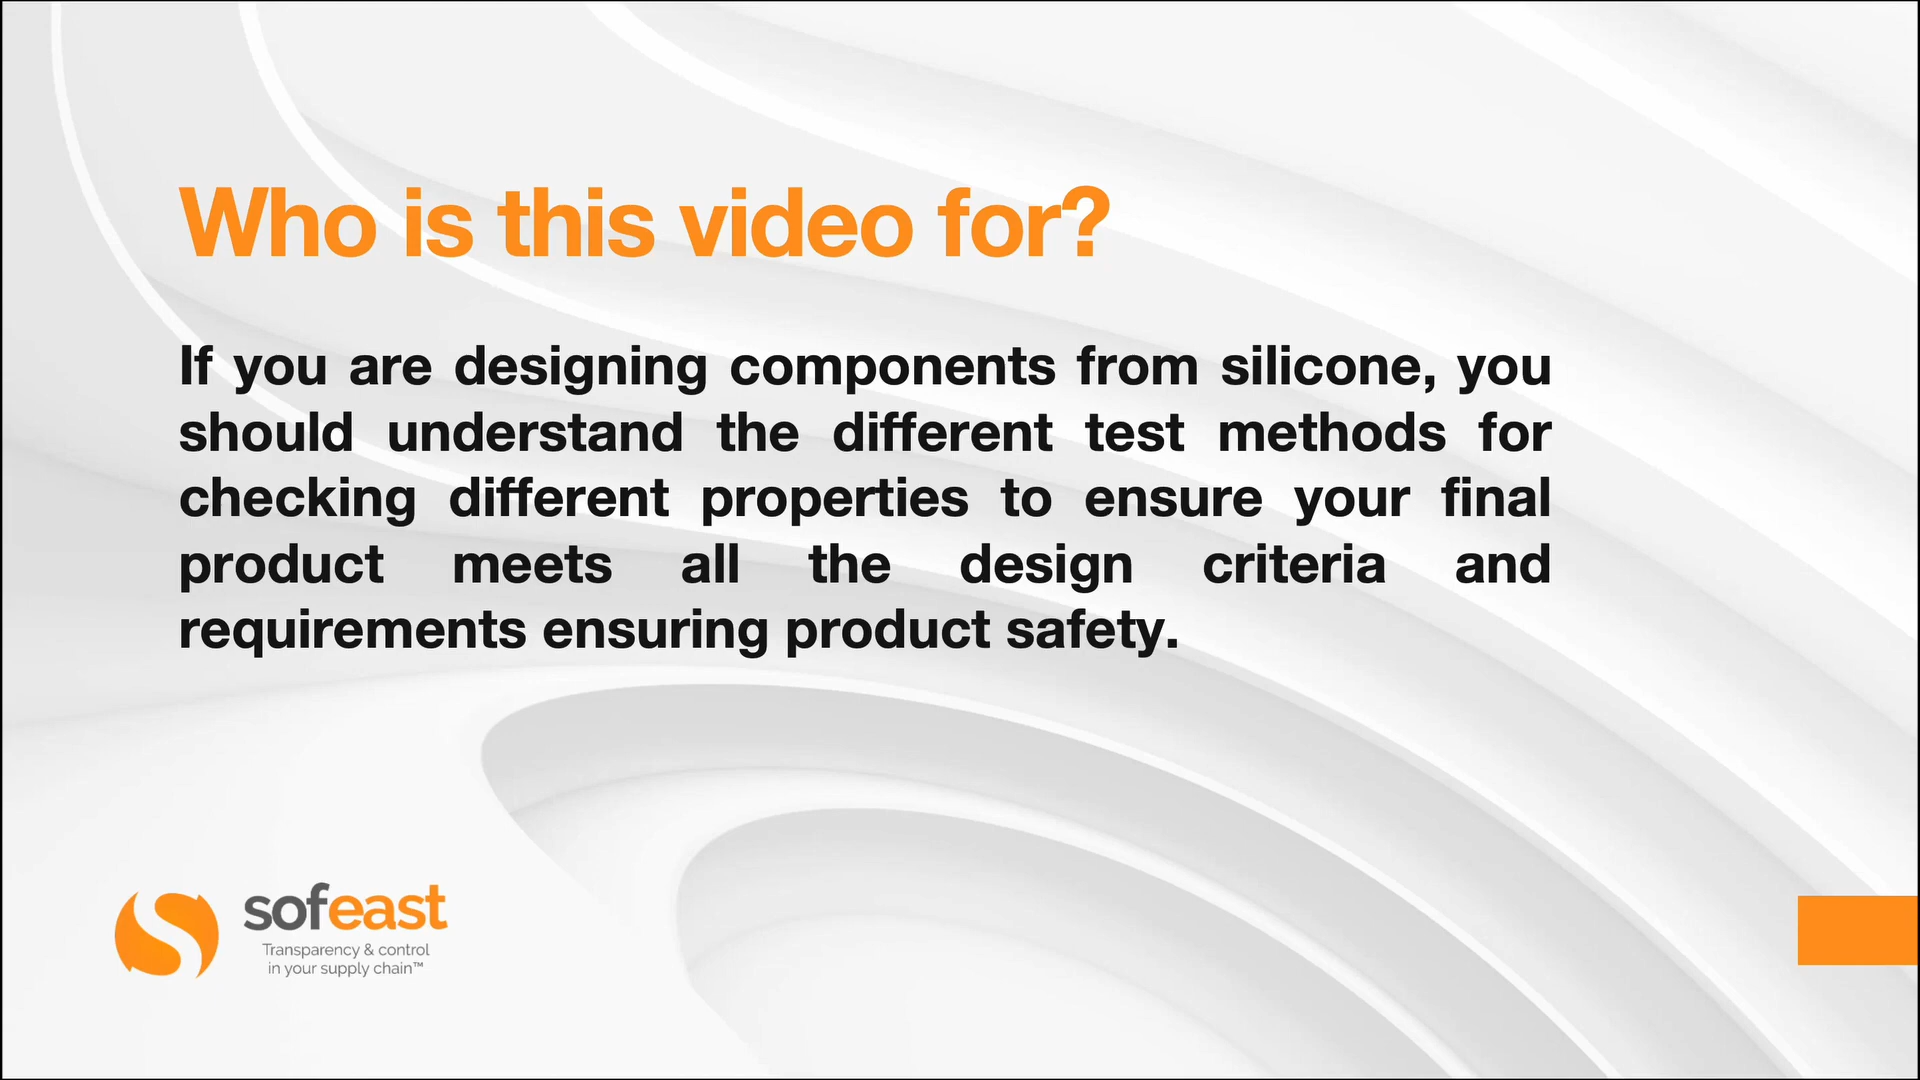 Who is this video for?
If you are designing components from silicone, you
should understand the different test methods for
checking different properties to ensure your final
product meets all the design criteria and
requirements ensuring product safety.
sofeast
Transparency & control
in your supply chain™